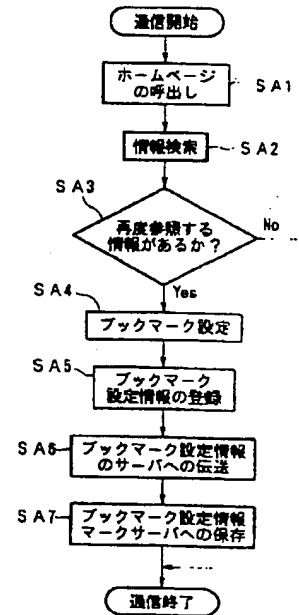 通信開始
ホームページ
の呼出し
SA1
情報検索
SA2
SA3
再度参照する
情報があるか?
No
Yes
SA4
ブックマーク設定
SA5
ブックマーク
設定情報の登録
SA6
ブックマーク設定情報
のサーバへの伝送
SA7
ブックマーク設定情報
マークサーバへの保存
通信終了